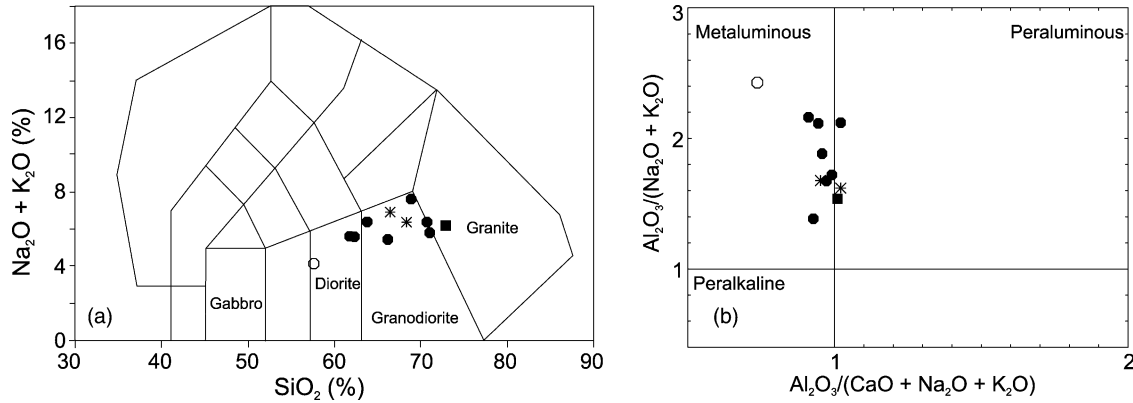 16
12
8
4
0
30
40
50
60
70
80
90
Na₂O + K₂O (%)
SiO₂ (%)
(a)
Gabbro
Diorite
Granodiorite
Granite
3
2
1
1
2
Al₂O₃/(Na₂O + K₂O)
Al₂O₃/(CaO + Na₂O + K₂O)
Metaluminous
Peraluminous
Peralkaline
(b)